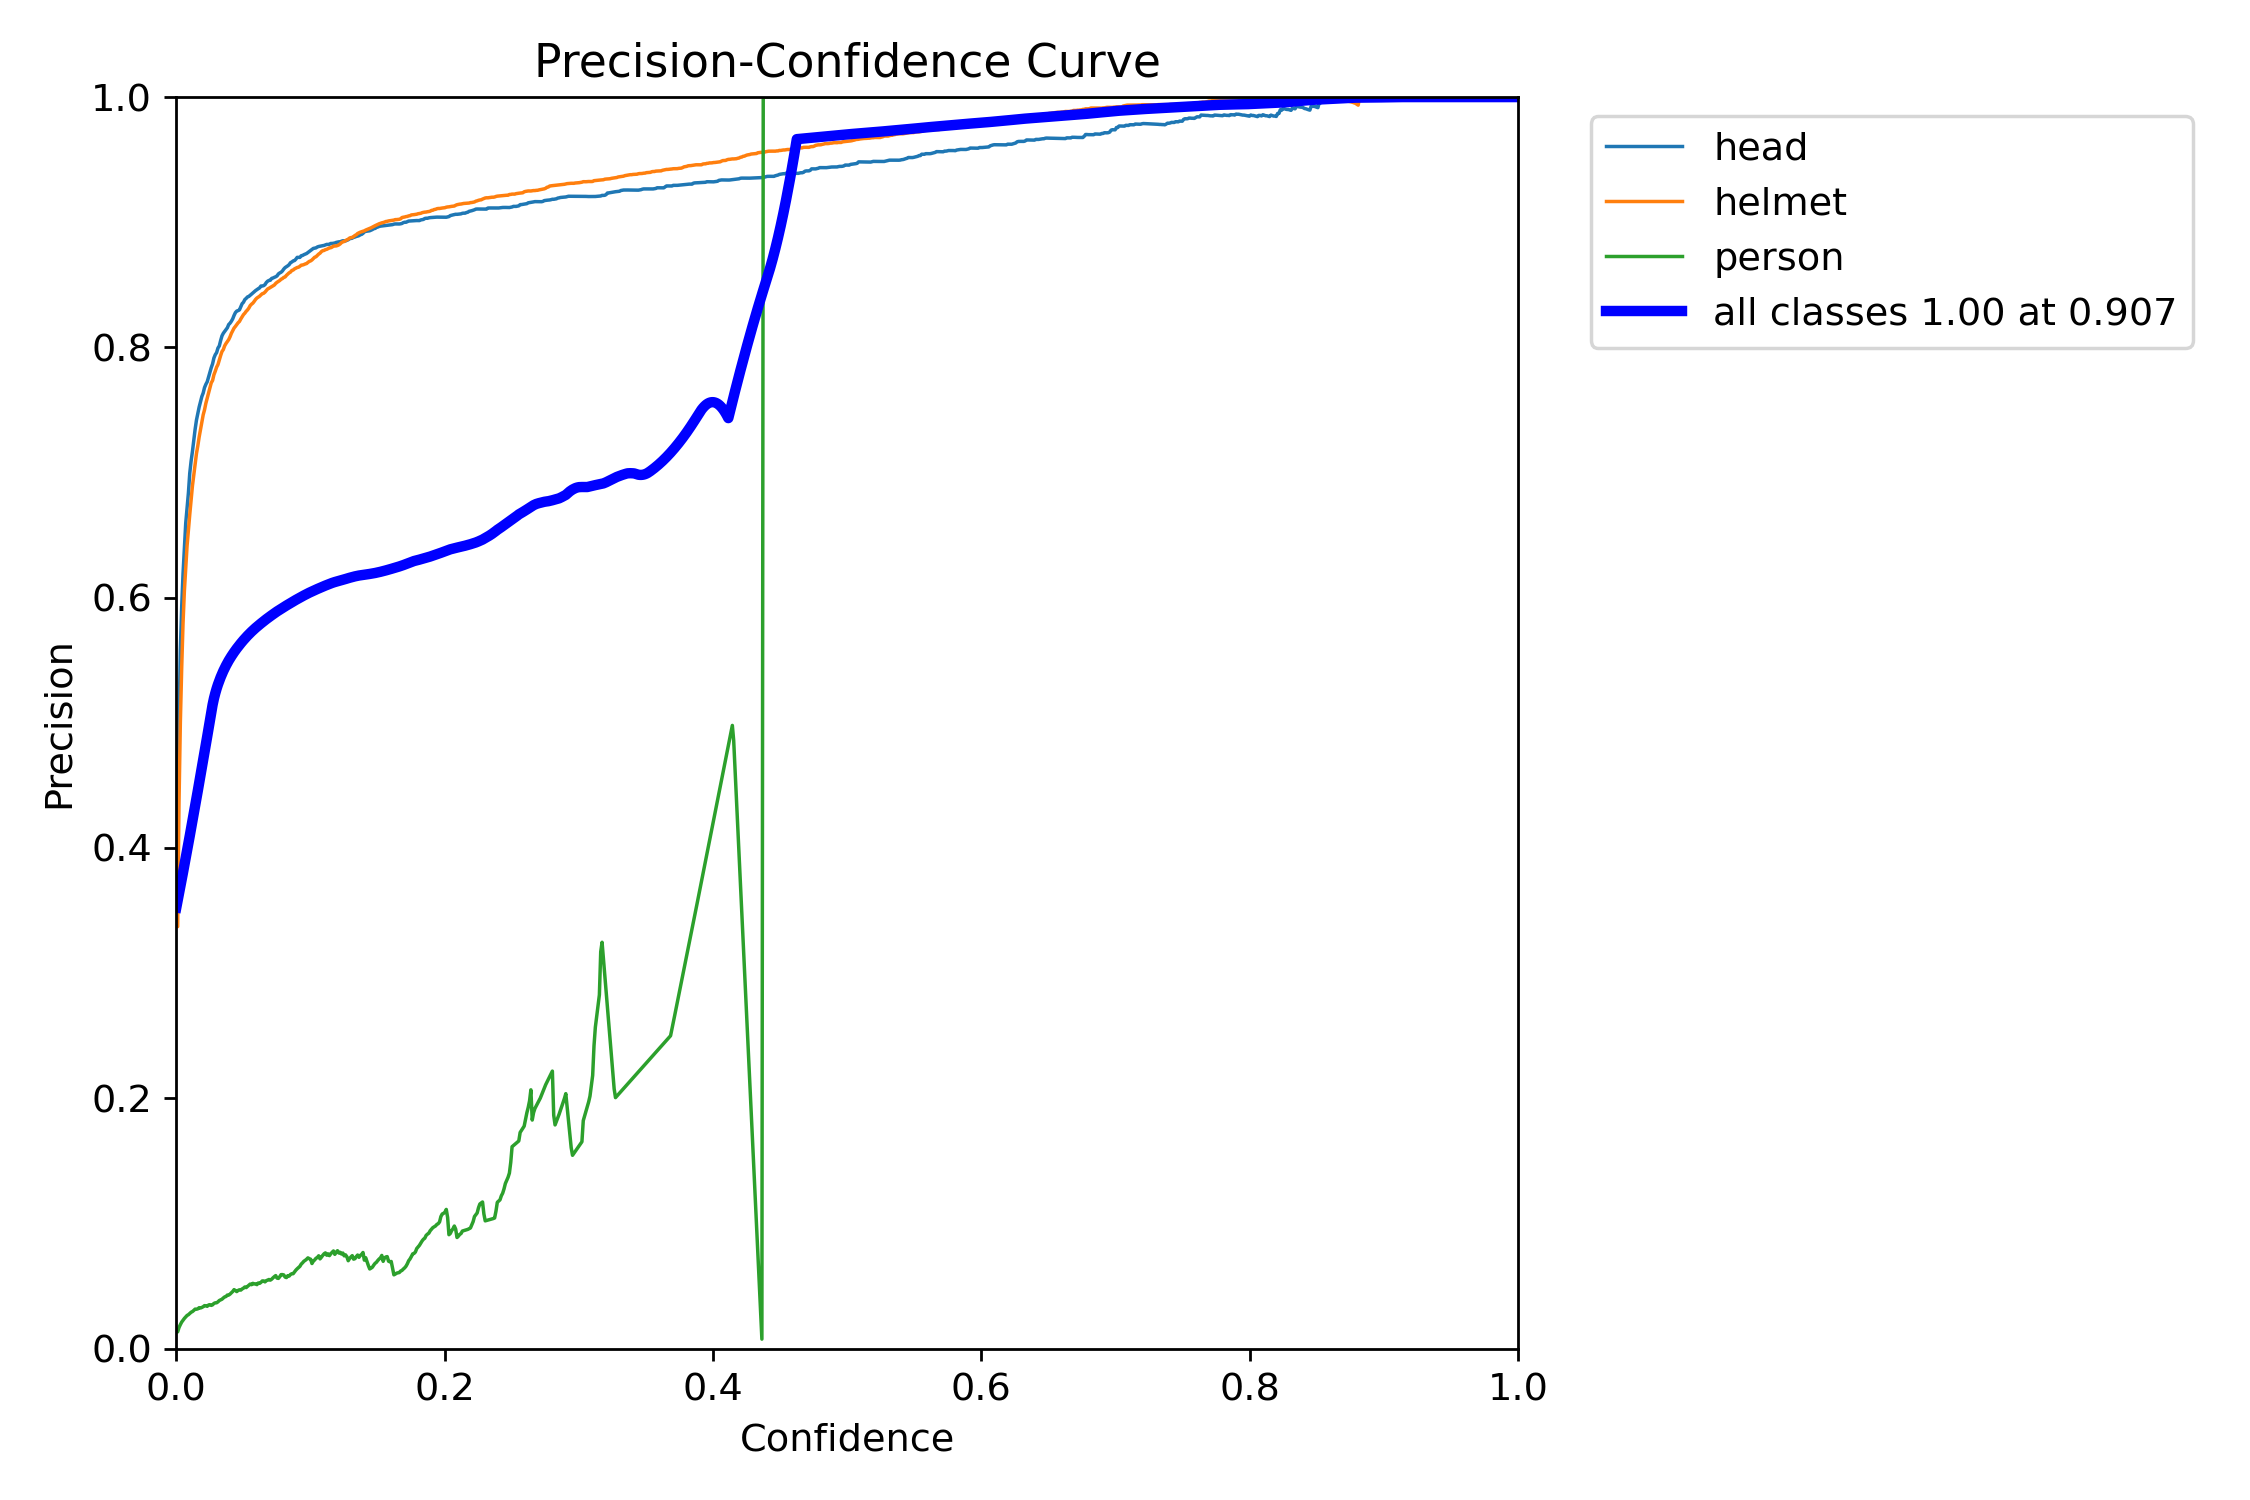 Precision-Confidence Curve
1.0
0.8
0.6
0.4
0.2
0.0
Precision
0.0 0.2 0.4 0.6 0.8 1.0
Confidence
head
helmet
person
all classes 1.00 at 0.907